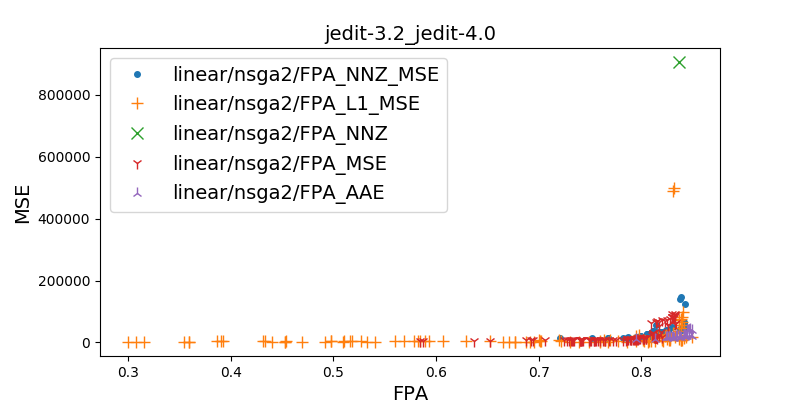 jedit-3.2_jedit-4.0
linear/nsga2/FPA_NNZ_MSE
linear/nsga2/FPA_L1_MSE
linear/nsga2/FPA_NNZ
linear/nsga2/FPA_MSE
linear/nsga2/FPA_AAE
MSE
800000
600000
400000
200000
0
0.3 0.4 0.5 0.6 0.7 0.8
FPA